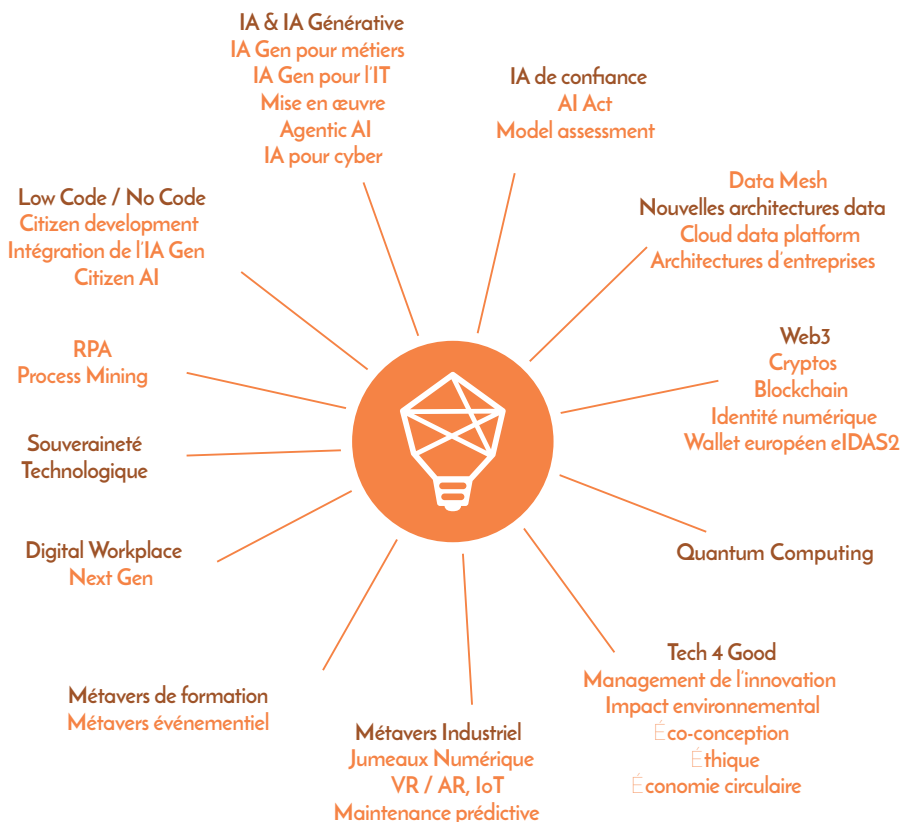 IA & IA Générative
IA Gen pour métiers
IA Gen pour l'IT
Mise en œuvre
Agentic AI
IA pour cyber
IA de confiance
AI Act
Model assessment
Data Mesh
Nouvelles architectures data
Cloud data platform
Architectures d'entreprises
Web3
Cryptos
Blockchain
Identité numérique
Wallet européen eIDAS2
Quantum Computing
Tech 4 Good
Management de l'innovation
Impact environnemental
Éco-conception
Éthique
Économie circulaire
Métavers Industriel
Jumeaux Numérique
VR / AR, IoT
Maintenance prédictive
Métavers de formation
Métavers événementiel
Digital Workplace
Next Gen
Souveraineté
Technologique
RPA
Process Mining
Low Code / No Code
Citizen development
Intégration de l'IA Gen
Citizen AI